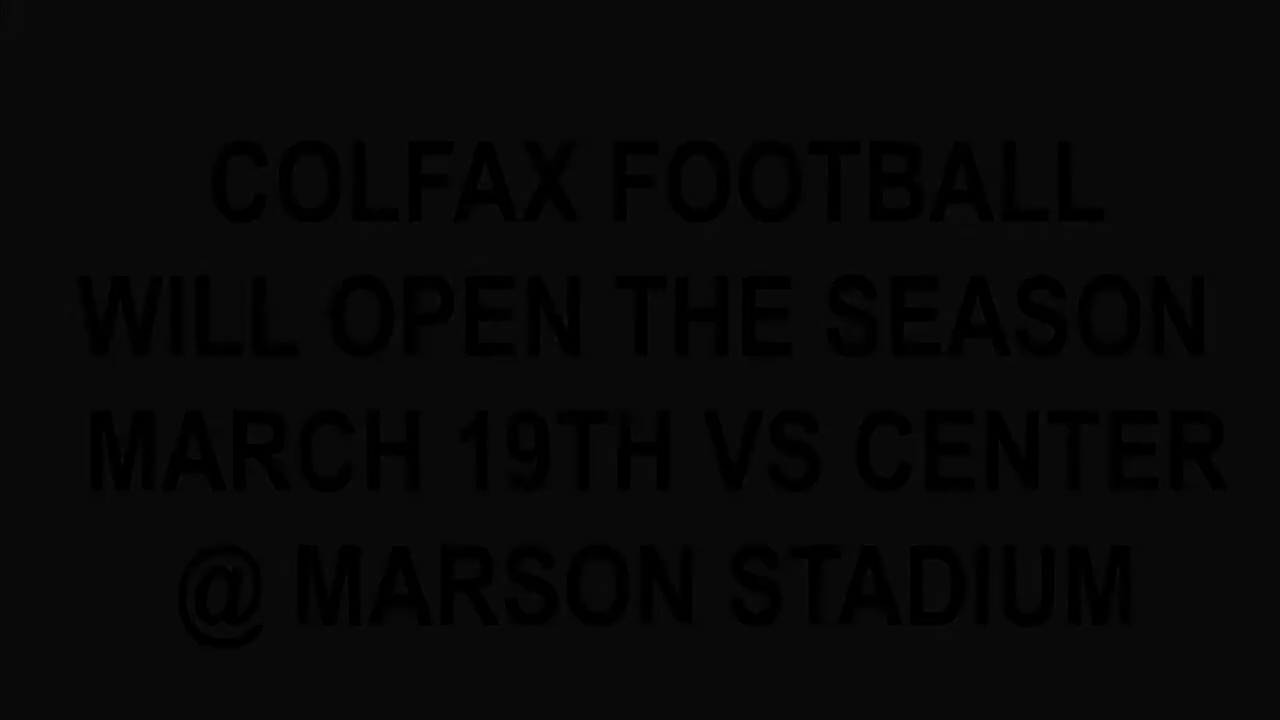 COLFAX FOOTBALL
WILL OPEN THE SEASON
MARCH 19TH VS CENTER
@ MARSON STADIUM